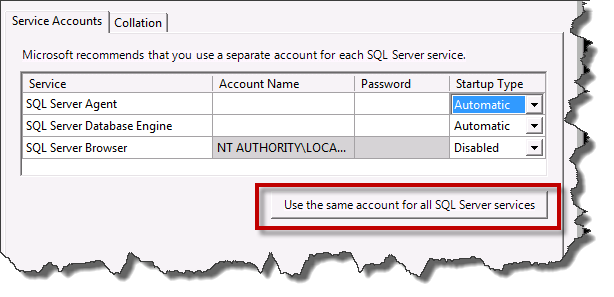 Service Accounts Collation
Microsoft recommends that you use a separate account for each SQL Server service.
Service Account Name Password Startup Type
SQL Server Agent Automatic
SQL Server Database Engine Automatic
SQL Server Browser NT AUTHORITY\LOCA... Disabled
Use the same account for all SQL Server services